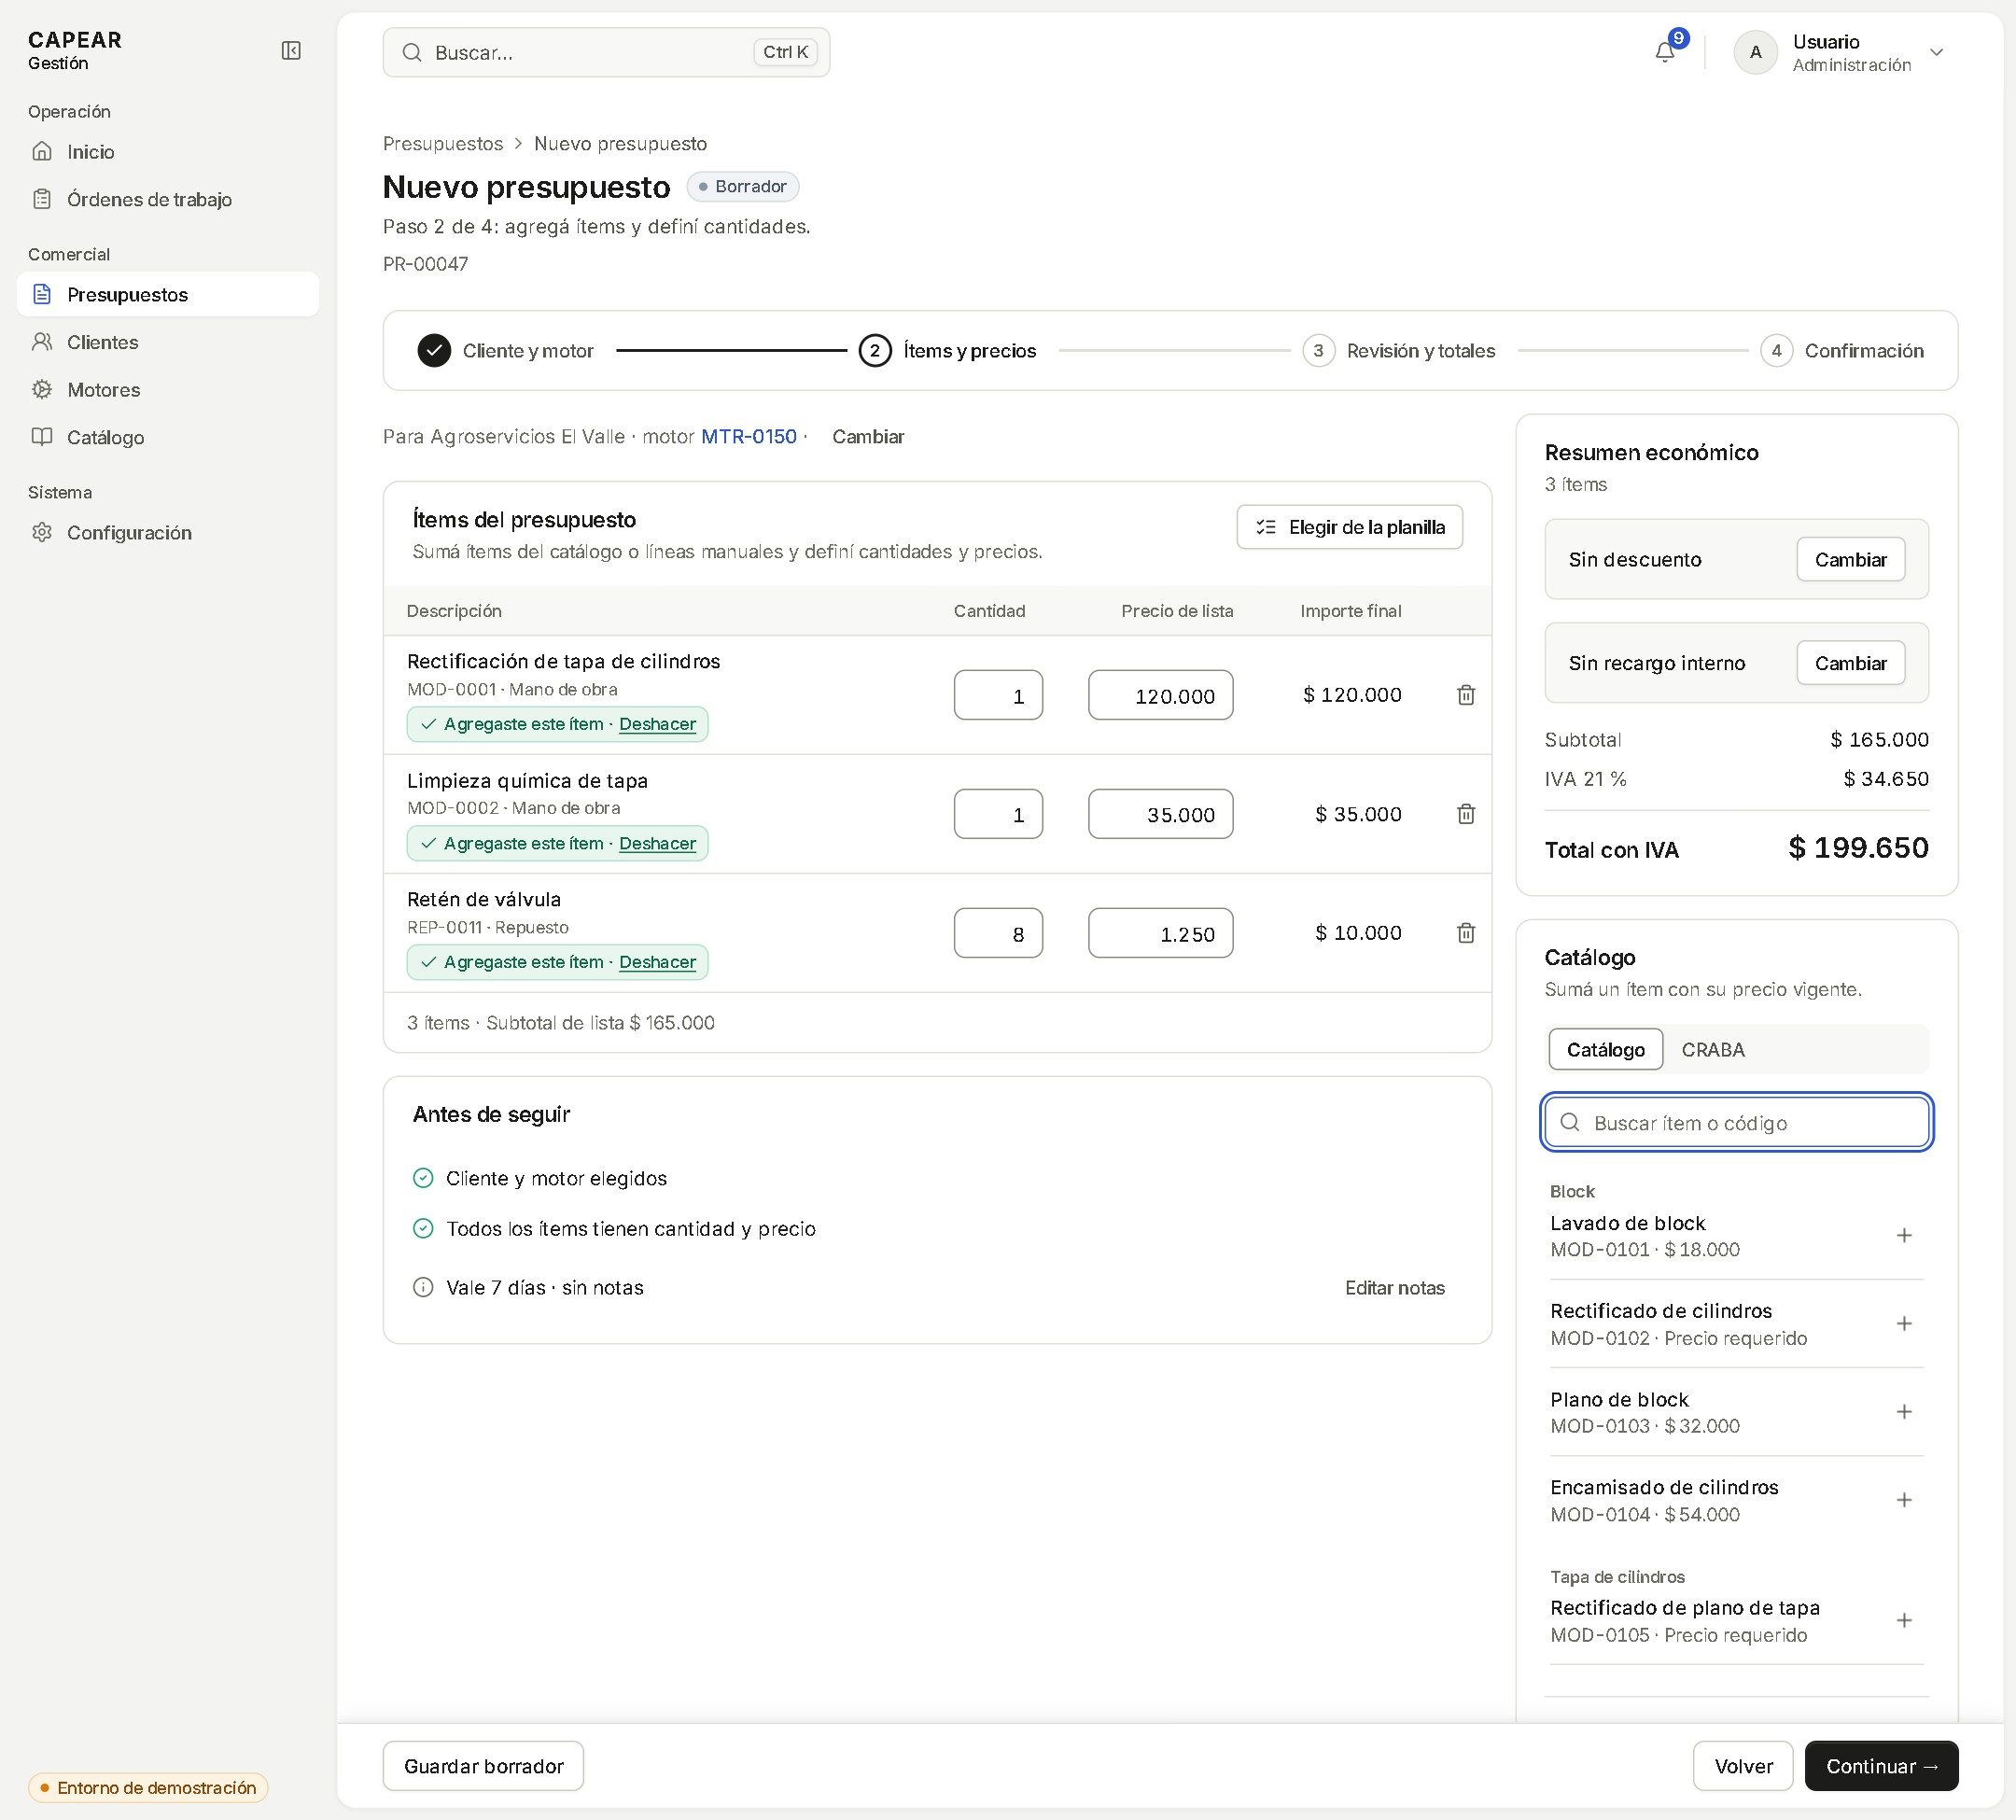 CAPEAR
Gestión
Operación
Inicio
Órdenes de trabajo
Comercial
Presupuestos
Clientes
Motores
Catálogo
Sistema
Configuración
Entorno de demostración
Buscar...
Ctrl K
9
A
Usuario
Administración
Presupuestos > Nuevo presupuesto
Nuevo presupuesto
Borrador
Paso 2 de 4: agregá ítems y definí cantidades.
PR-00047
Cliente y motor
2 Ítems y precios
3 Revisión y totales
4 Confirmación
Para Agroservicios El Valle · motor MTR-0150 · Cambiar
Ítems del presupuesto
Sumá ítems del catálogo o líneas manuales y definí cantidades y precios.
Elegir de la planilla
Descripción Cantidad Precio de lista Importe final
Rectificación de tapa de cilindros
MOD-0001 · Mano de obra
Agregaste este ítem · Deshacer
1 120.000 $ 120.000
Limpieza química de tapa
MOD-0002 · Mano de obra
Agregaste este ítem · Deshacer
1 35.000 $ 35.000
Retén de válvula
REP-0011 · Repuesto
Agregaste este ítem · Deshacer
8 1.250 $ 10.000
3 ítems · Subtotal de lista $ 165.000
Antes de seguir
Cliente y motor elegidos
Todos los ítems tienen cantidad y precio
Vale 7 días · sin notas
Editar notas
Resumen económico
3 ítems
Sin descuento Cambiar
Sin recargo interno Cambiar
Subtotal $ 165.000
IVA 21 % $ 34.650
Total con IVA $ 199.650
Catálogo
Sumá un ítem con su precio vigente.
Catálogo CRABA
Buscar ítem o código
Block
Lavado de block
MOD-0101 · $ 18.000
Rectificado de cilindros
MOD-0102 · Precio requerido
Plano de block
MOD-0103 · $ 32.000
Encamisado de cilindros
MOD-0104 · $ 54.000
Tapa de cilindros
Rectificado de plano de tapa
MOD-0105 · Precio requerido
Guardar borrador
Volver
Continuar →